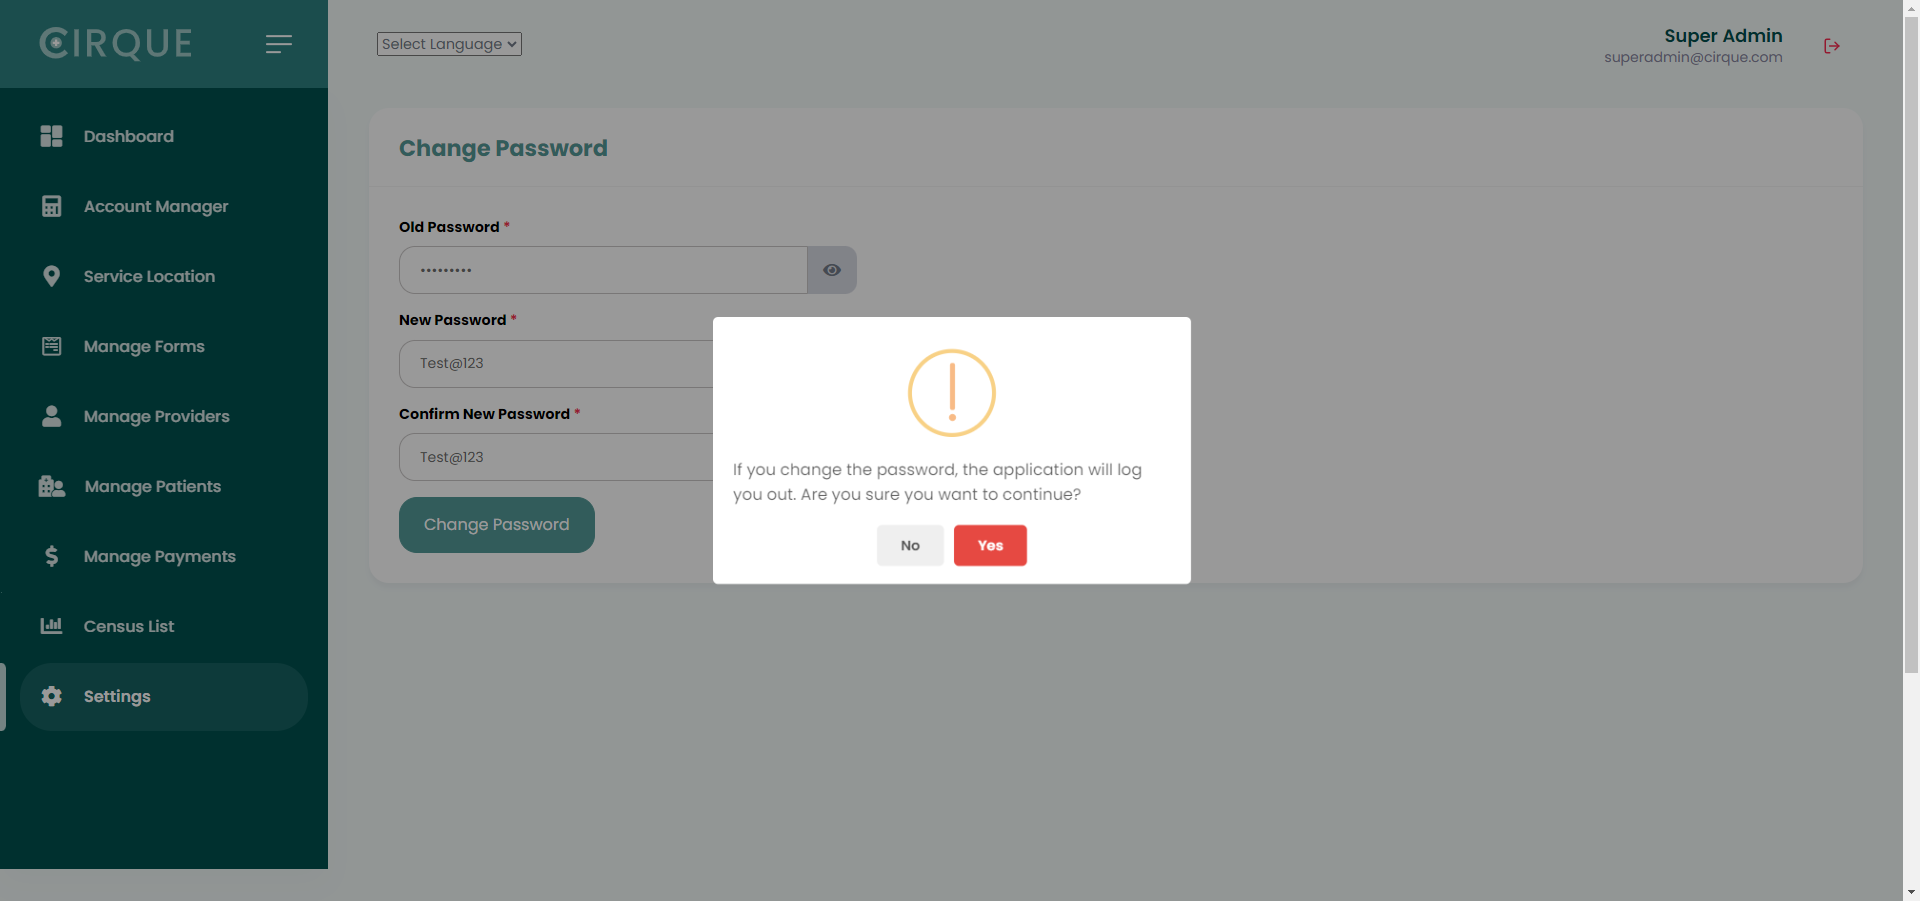 CIRQUE
Select Language
Super Admin
superadmin@cirque.com
Dashboard
Account Manager
Service Location
Manage Forms
Manage Providers
Manage Patients
Manage Payments
Census List
Settings
Change Password
Old Password *
•••••••••
New Password *
Test@123
Confirm New Password *
Test@123
Change Password
If you change the password, the application will log
you out. Are you sure you want to continue?
No
Yes